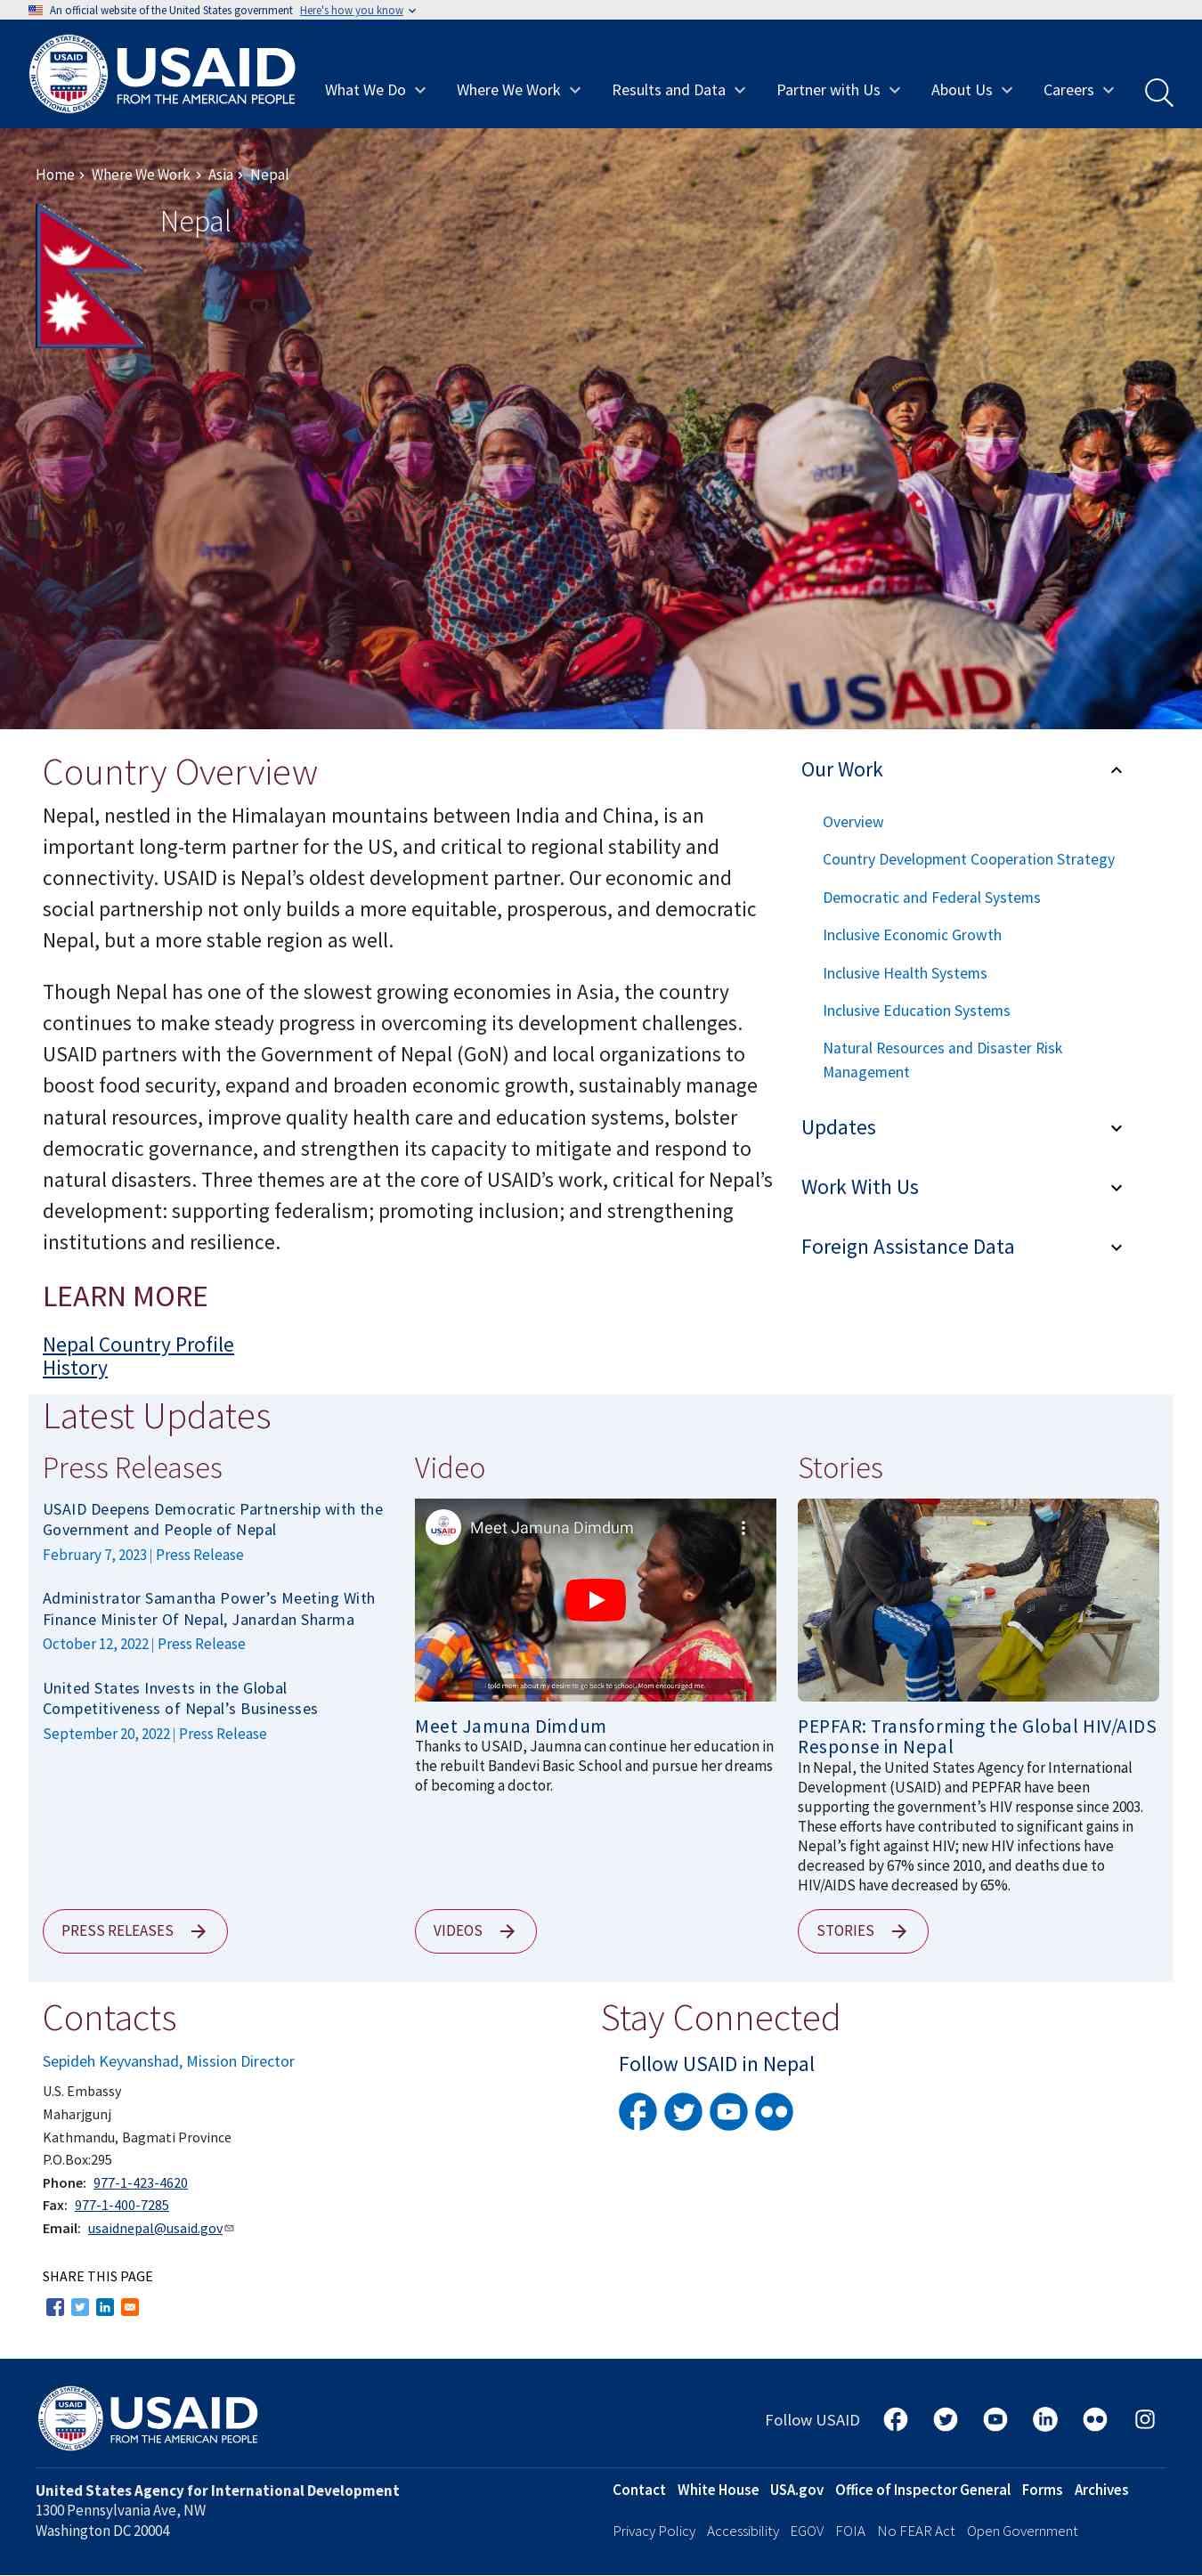 An official website of the United States government Here's how you know
USAID
FROM THE AMERICAN PEOPLE
What We Do
Where We Work
Results and Data
Partner with Us
About Us
Careers
Home › Where We Work › Asia › Nepal
Nepal
USAID
Country Overview
Nepal, nestled in the Himalayan mountains between India and China, is an
important long-term partner for the US, and critical to regional stability and
connectivity. USAID is Nepal’s oldest development partner. Our economic and
social partnership not only builds a more equitable, prosperous, and democratic
Nepal, but a more stable region as well.
Though Nepal has one of the slowest growing economies in Asia, the country
continues to make steady progress in overcoming its development challenges.
USAID partners with the Government of Nepal (GoN) and local organizations to
boost food security, expand and broaden economic growth, sustainably manage
natural resources, improve quality health care and education systems, bolster
democratic governance, and strengthen its capacity to mitigate and respond to
natural disasters. Three themes are at the core of USAID’s work, critical for Nepal’s
development: supporting federalism; promoting inclusion; and strengthening
institutions and resilience.
LEARN MORE
Nepal Country Profile
History
Our Work
Overview
Country Development Cooperation Strategy
Democratic and Federal Systems
Inclusive Economic Growth
Inclusive Health Systems
Inclusive Education Systems
Natural Resources and Disaster Risk
Management
Updates
Work With Us
Foreign Assistance Data
Latest Updates
Press Releases
USAID Deepens Democratic Partnership with the
Government and People of Nepal
February 7, 2023 | Press Release
Administrator Samantha Power’s Meeting With
Finance Minister Of Nepal, Janardan Sharma
October 12, 2022 | Press Release
United States Invests in the Global
Competitiveness of Nepal’s Businesses
September 20, 2022 | Press Release
PRESS RELEASES
Video
USAID
Meet Jamuna Dimdum
I told mom about my desire to go back to school. Mom encouraged me.
Meet Jamuna Dimdum
Thanks to USAID, Jaumna can continue her education in
the rebuilt Bandevi Basic School and pursue her dreams
of becoming a doctor.
VIDEOS
Stories
PEPFAR: Transforming the Global HIV/AIDS
Response in Nepal
In Nepal, the United States Agency for International
Development (USAID) and PEPFAR have been
supporting the government’s HIV response since 2003.
These efforts have contributed to significant gains in
Nepal’s fight against HIV; new HIV infections have
decreased by 67% since 2010, and deaths due to
HIV/AIDS have decreased by 65%.
STORIES
Contacts
Sepideh Keyvanshad, Mission Director
U.S. Embassy
Maharjgunj
Kathmandu, Bagmati Province
P.O.Box:295
Phone: 977-1-423-4620
Fax: 977-1-400-7285
Email: usaidnepal@usaid.gov
SHARE THIS PAGE
Stay Connected
Follow USAID in Nepal
USAID
FROM THE AMERICAN PEOPLE
Follow USAID
United States Agency for International Development
1300 Pennsylvania Ave, NW
Washington DC 20004
Contact White House USA.gov Office of Inspector General Forms Archives
Privacy Policy Accessibility EGOV FOIA No FEAR Act Open Government